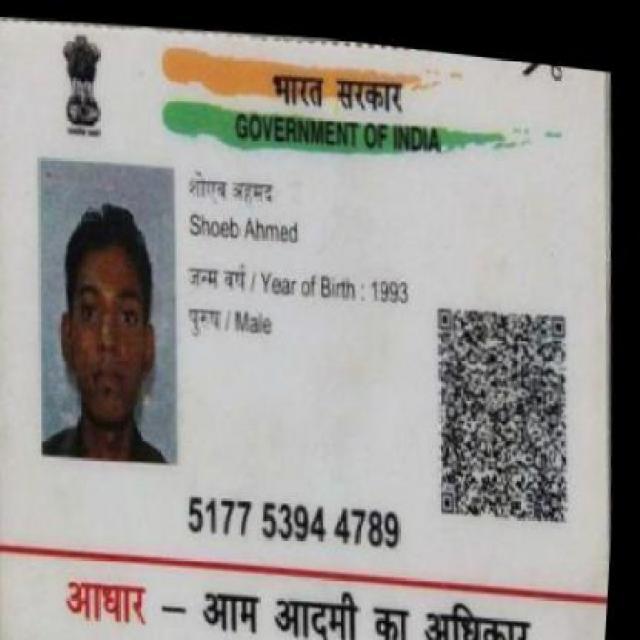 भारत सरकार
GOVERNMENT OF INDIA
शोएब अहमद
Shoeb Ahmed
जन्म वर्ष / Year of Birth : 1993
पुरुष / Male
5177 5394 4789
आधार – आम आदमी का अधिकार